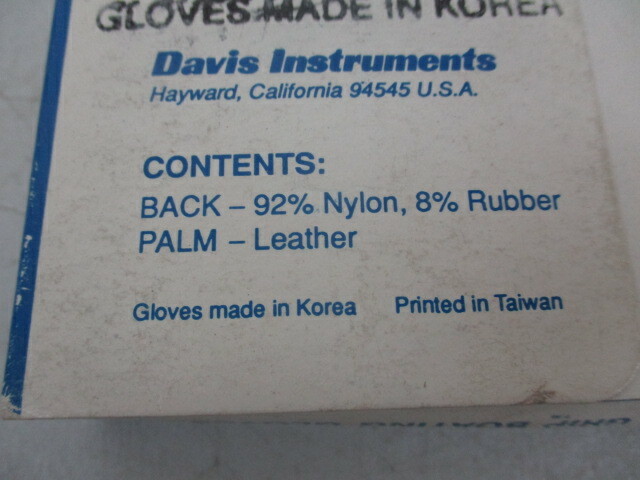 GLOVES MADE IN KOREA
Davis Instruments
Hayward, California 94545 U.S.A.
CONTENTS:
BACK – 92% Nylon, 8% Rubber
PALM – Leather
Gloves made in Korea Printed in Taiwan